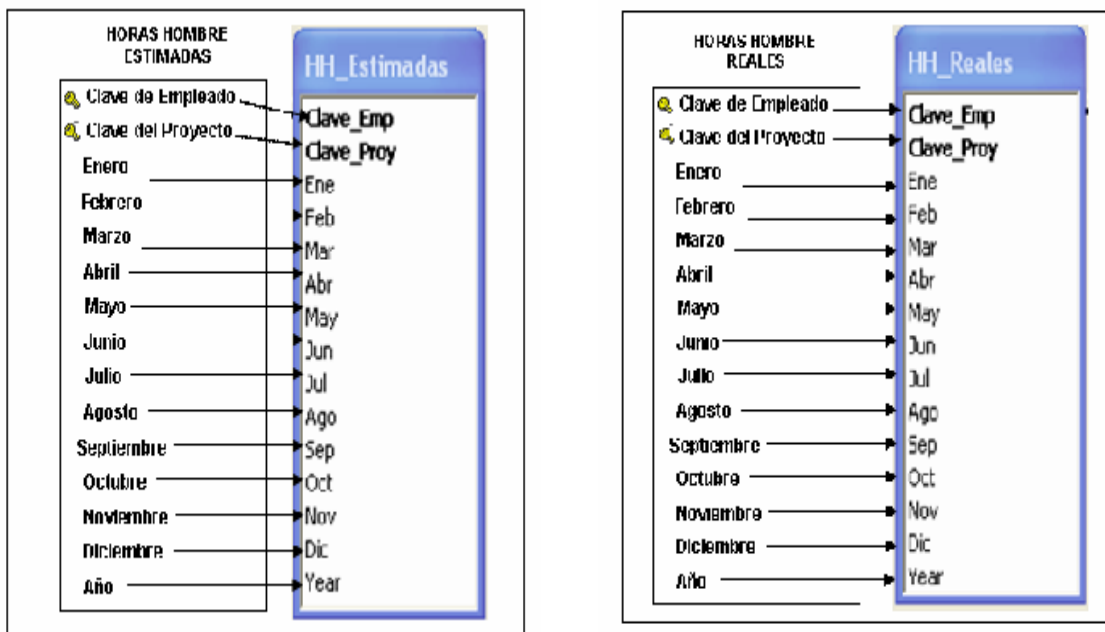 HORAS HOMBRE
ESTIMADAS
HH_Estimadas
Clave de Empleado
Clave_Emp
Clave del Proyecto
Clave_Proy
Enero
Ene
Febrero
Feb
Marzo
Mar
Abril
Abr
Mayo
May
Junio
Jun
Julio
Jul
Agosto
Ago
Septiembre
Sep
Octubre
Oct
Noviembre
Nov
Diciembre
Dic
Año
Year
HORAS HOMBRE
REALES
HH_Reales
Clave de Empleado
Clave_Emp
Clave del Proyecto
Clave_Proy
Enero
Ene
Febrero
Feb
Marzo
Mar
Abril
Abr
Mayo
May
Junio
Jun
Julio
Jul
Agosto
Ago
Septiembre
Sep
Octubre
Oct
Noviembre
Nov
Diciembre
Dic
Año
Year